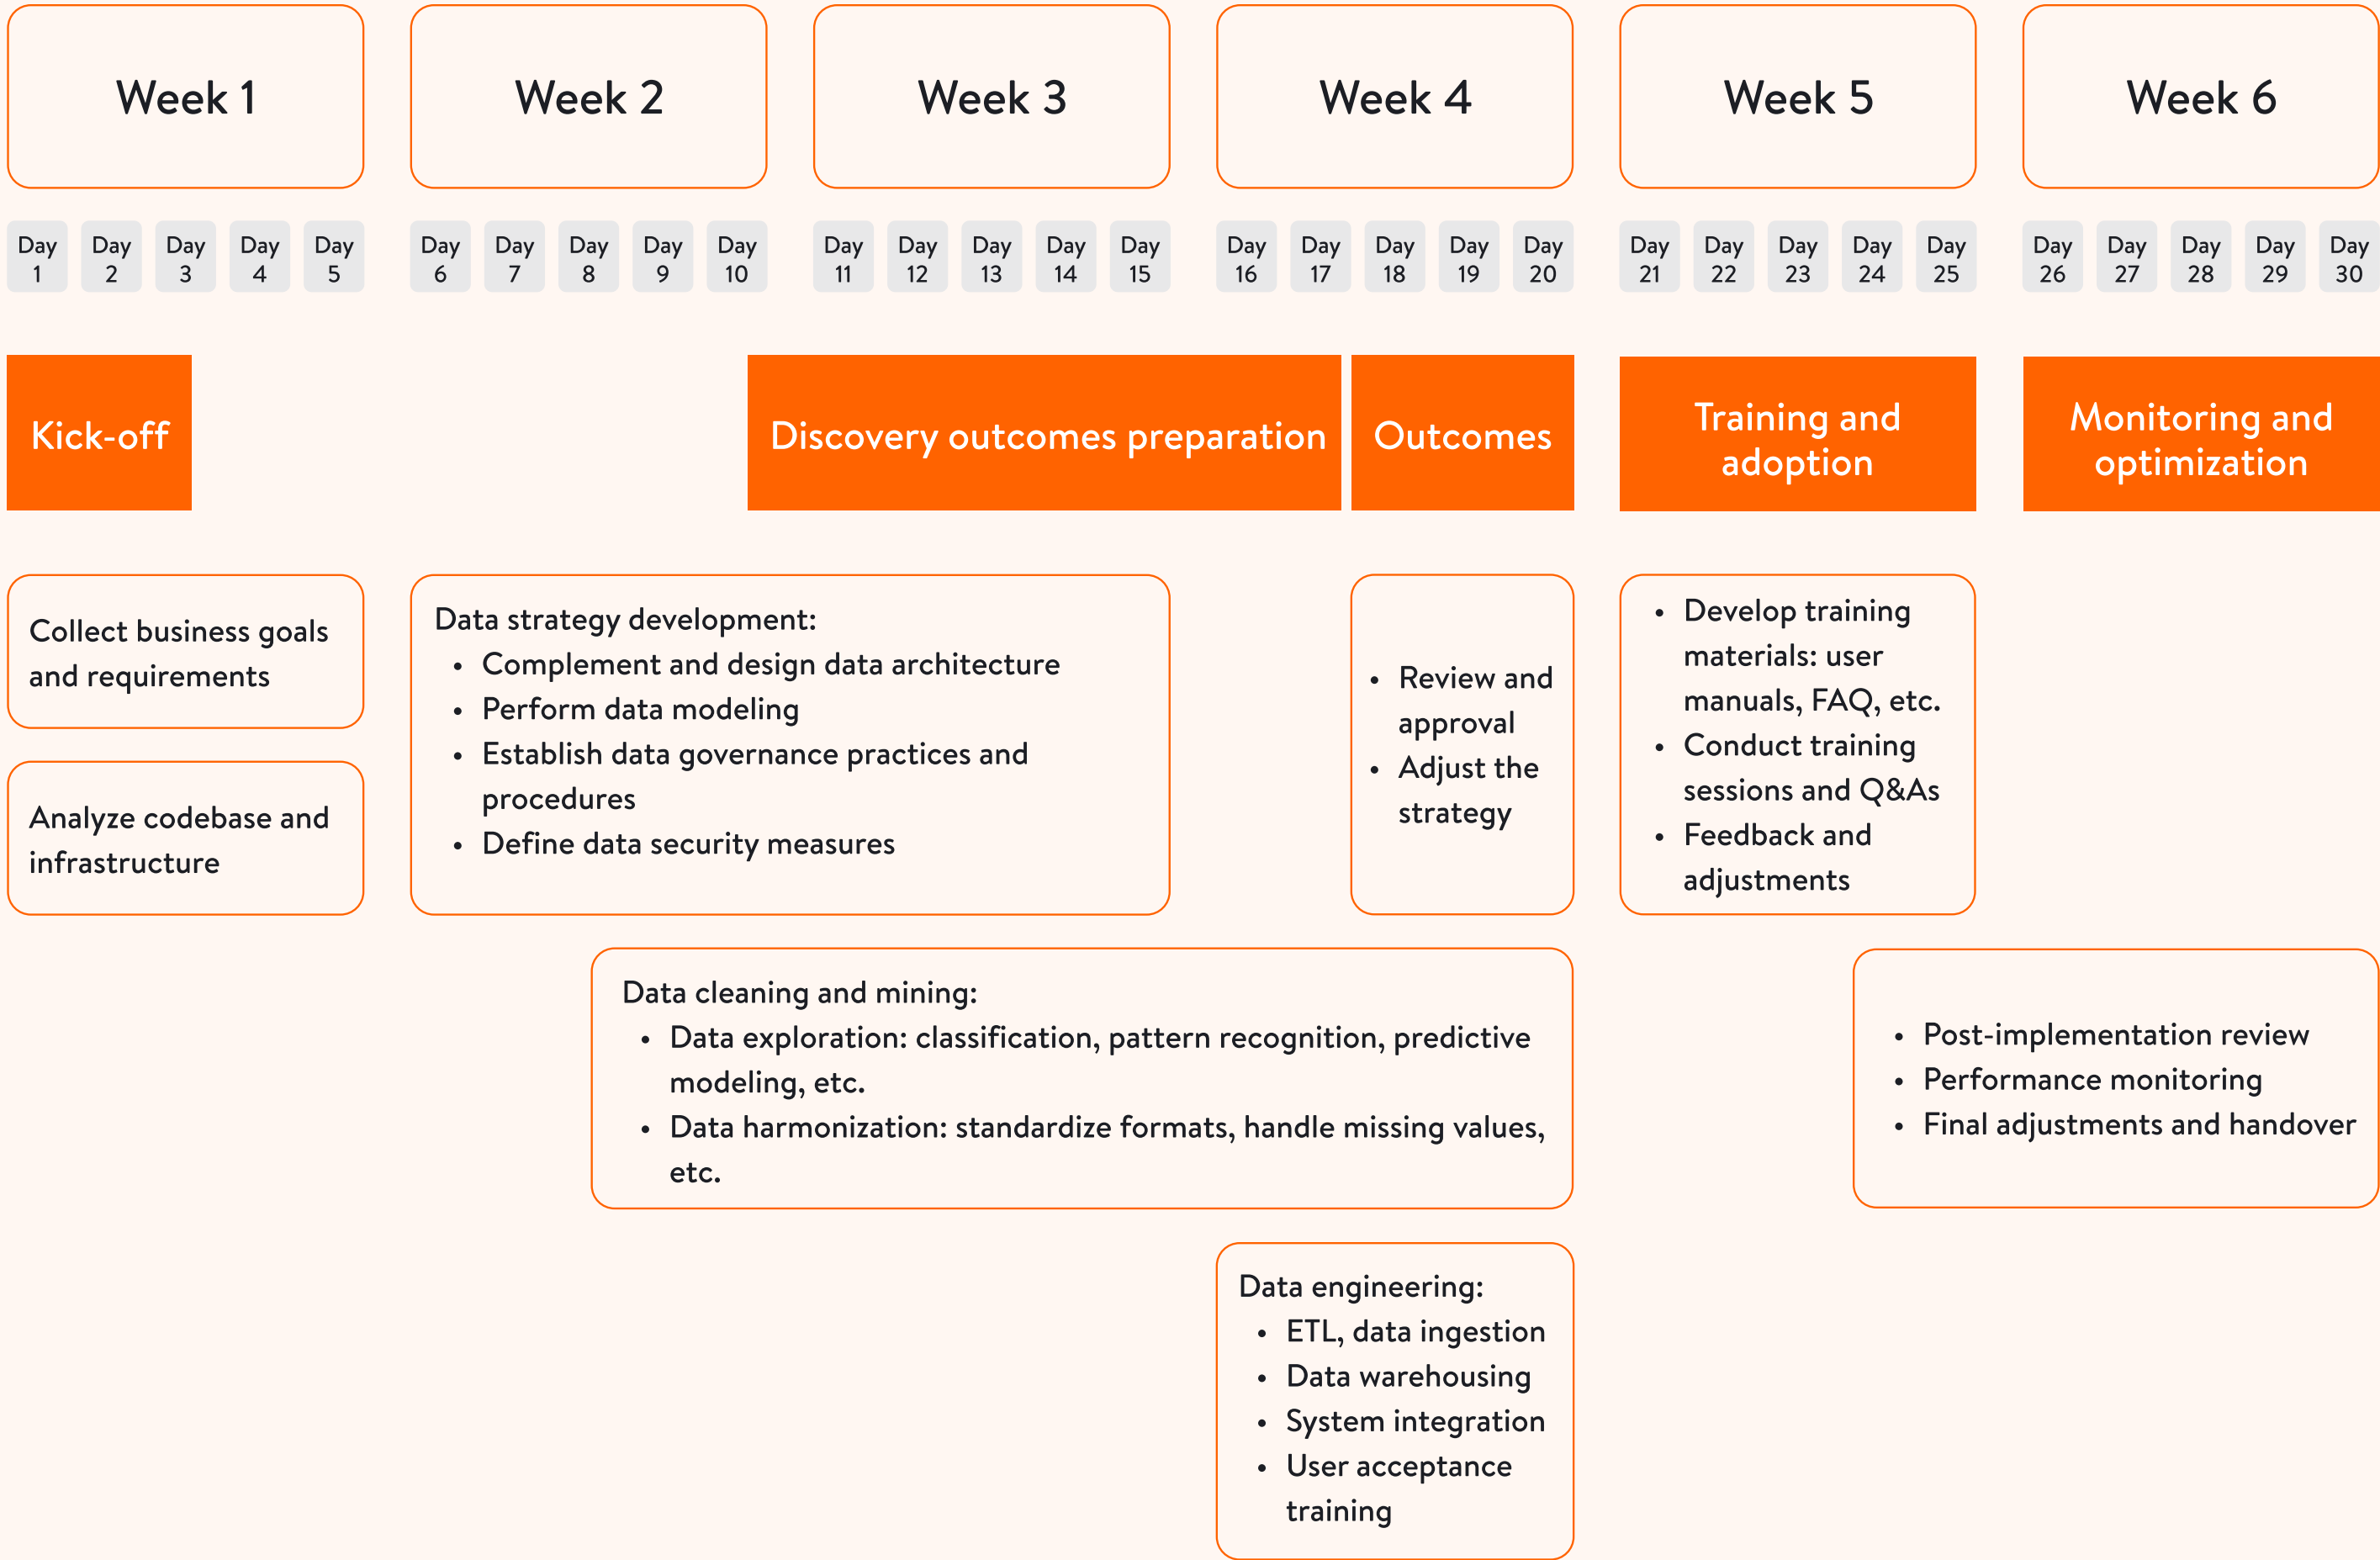 Week 1
Week 2
Week 3
Week 4
Week 5
Week 6
Day
1
Day
2
Day
3
Day
4
Day
5
Day
6
Day
7
Day
8
Day
9
Day
10
Day
11
Day
12
Day
13
Day
14
Day
15
Day
16
Day
17
Day
18
Day
19
Day
20
Day
21
Day
22
Day
23
Day
24
Day
25
Day
26
Day
27
Day
28
Day
29
Day
30
Kick-off
Discovery outcomes preparation
Outcomes
Training and
adoption
Monitoring and
optimization
Collect business goals
and requirements
Analyze codebase and
infrastructure
Data strategy development:
• Complement and design data architecture
• Perform data modeling
• Establish data governance practices and
procedures
• Define data security measures
• Review and
approval
• Adjust the
strategy
• Develop training
materials: user
manuals, FAQ, etc.
• Conduct training
sessions and Q&As
• Feedback and
adjustments
Data cleaning and mining:
• Data exploration: classification, pattern recognition, predictive
modeling, etc.
• Data harmonization: standardize formats, handle missing values,
etc.
• Post-implementation review
• Performance monitoring
• Final adjustments and handover
Data engineering:
• ETL, data ingestion
• Data warehousing
• System integration
• User acceptance
training